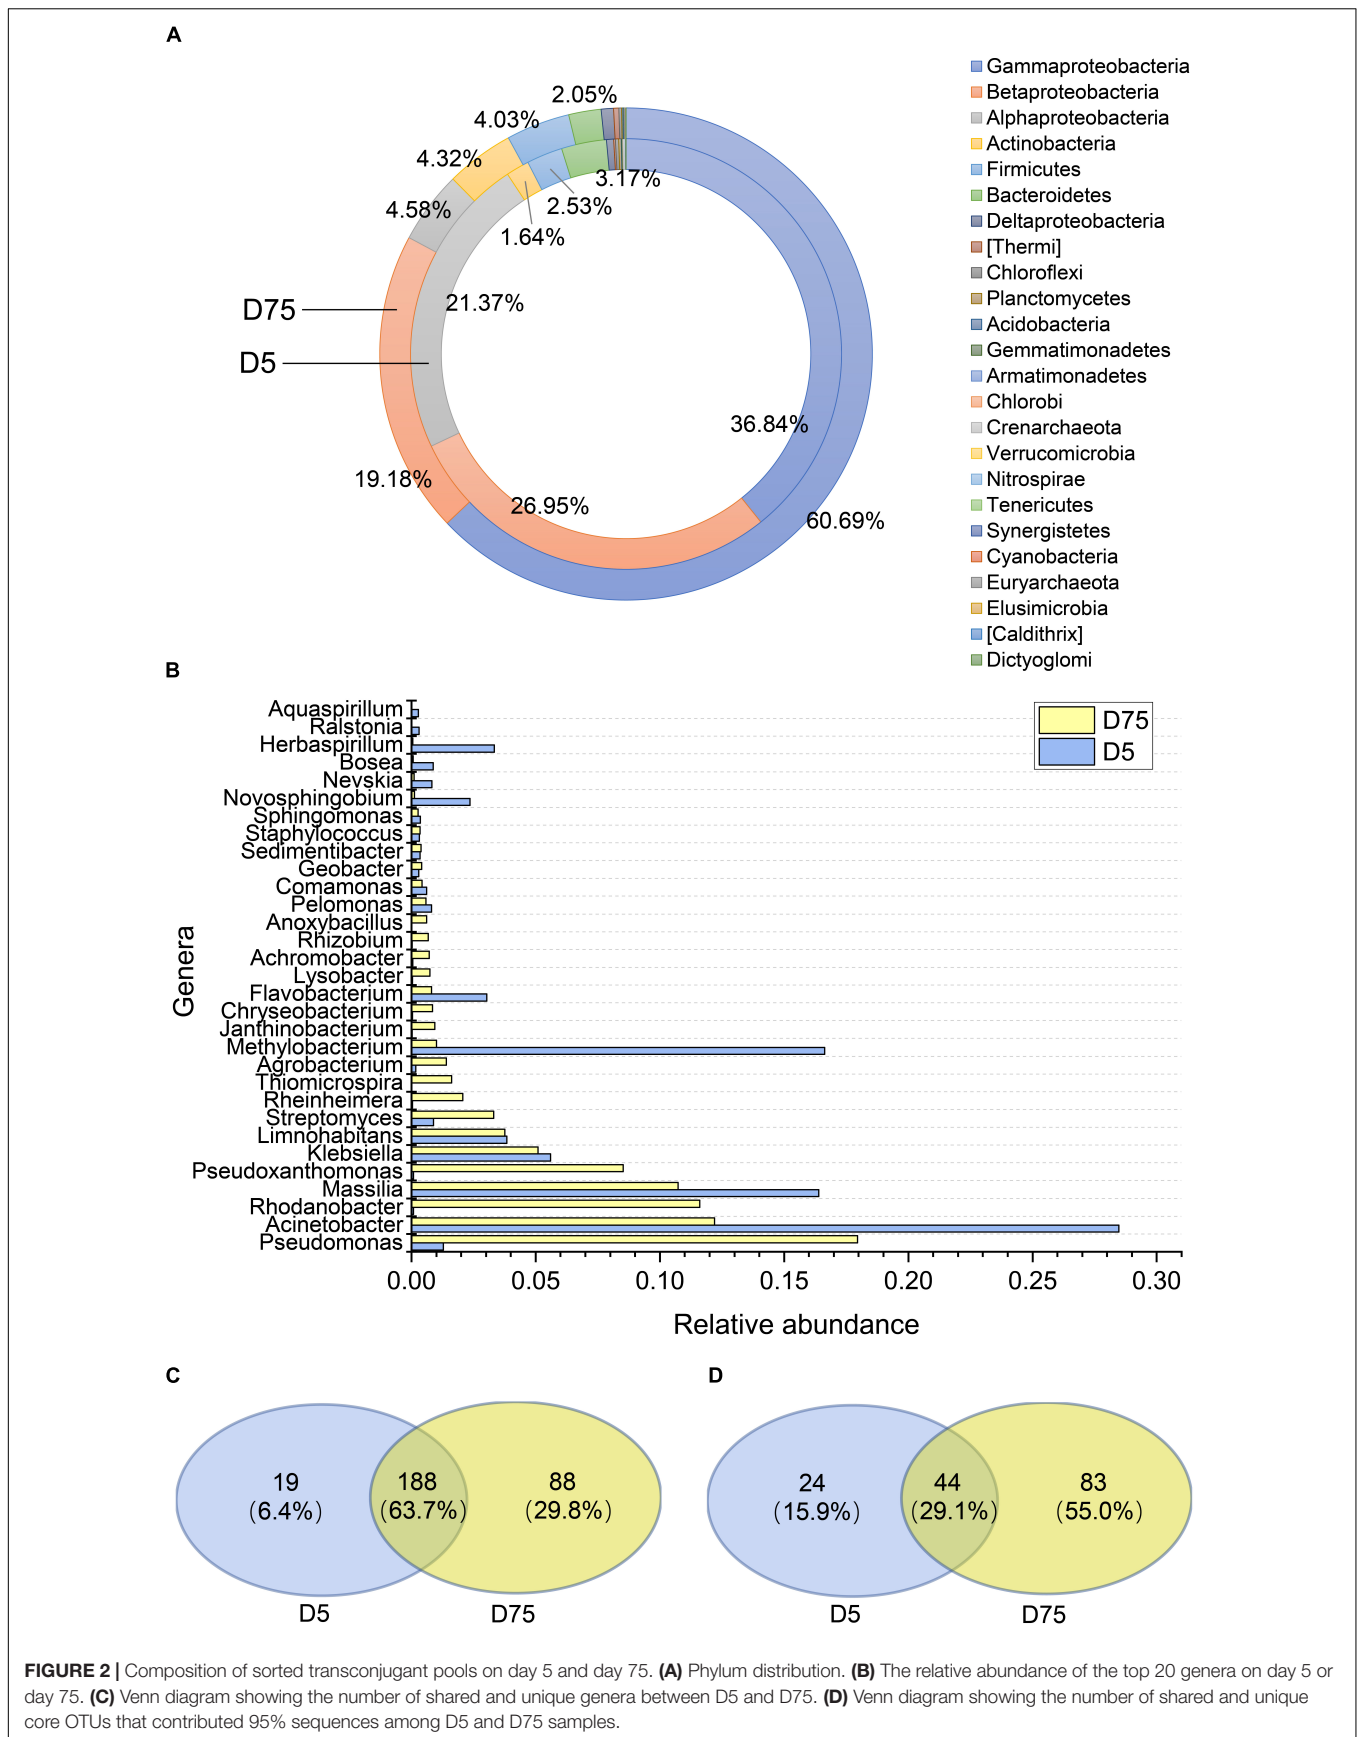 A
2.05%
4.03%
4.32%
4.58%
3.17%
2.53%
1.64%
21.37%
D75
D5
36.84%
19.18%
26.95%
60.69%
Gammaproteobacteria
Betaproteobacteria
Alphaproteobacteria
Actinobacteria
Firmicutes
Bacteroidetes
Deltaproteobacteria
[Thermi]
Chloroflexi
Planctomycetes
Acidobacteria
Gemmatimonadetes
Armatimonadetes
Chlorobi
Crenarchaeota
Verrucomicrobia
Nitrospirae
Tenericutes
Synergistetes
Cyanobacteria
Euryarchaeota
Elusimicrobia
[Caldithrix]
Dictyoglomi
B
Genera
Aquaspirillum
Ralstonia
Herbaspirillum
Bosea
Nevskia
Novosphingobium
Sphingomonas
Staphylococcus
Sedimentibacter
Geobacter
Comamonas
Pelomonas
Anoxybacillus
Rhizobium
Achromobacter
Lysobacter
Flavobacterium
Chryseobacterium
Janthinobacterium
Methylobacterium
Agrobacterium
Thiomicrospira
Rheinheimera
Streptomyces
Limnohabitans
Klebsiella
Pseudoxanthomonas
Massilia
Rhodanobacter
Acinetobacter
Pseudomonas
D75
D5
0.00 0.05 0.10 0.15 0.20 0.25 0.30
Relative abundance
C
19
(6.4%)
188
(63.7%)
88
(29.8%)
D5
D75
D
24
(15.9%)
44
(29.1%)
83
(55.0%)
D5
D75
FIGURE 2 | Composition of sorted transconjugant pools on day 5 and day 75. (A) Phylum distribution. (B) The relative abundance of the top 20 genera on day 5 or
day 75. (C) Venn diagram showing the number of shared and unique genera between D5 and D75. (D) Venn diagram showing the number of shared and unique
core OTUs that contributed 95% sequences among D5 and D75 samples.